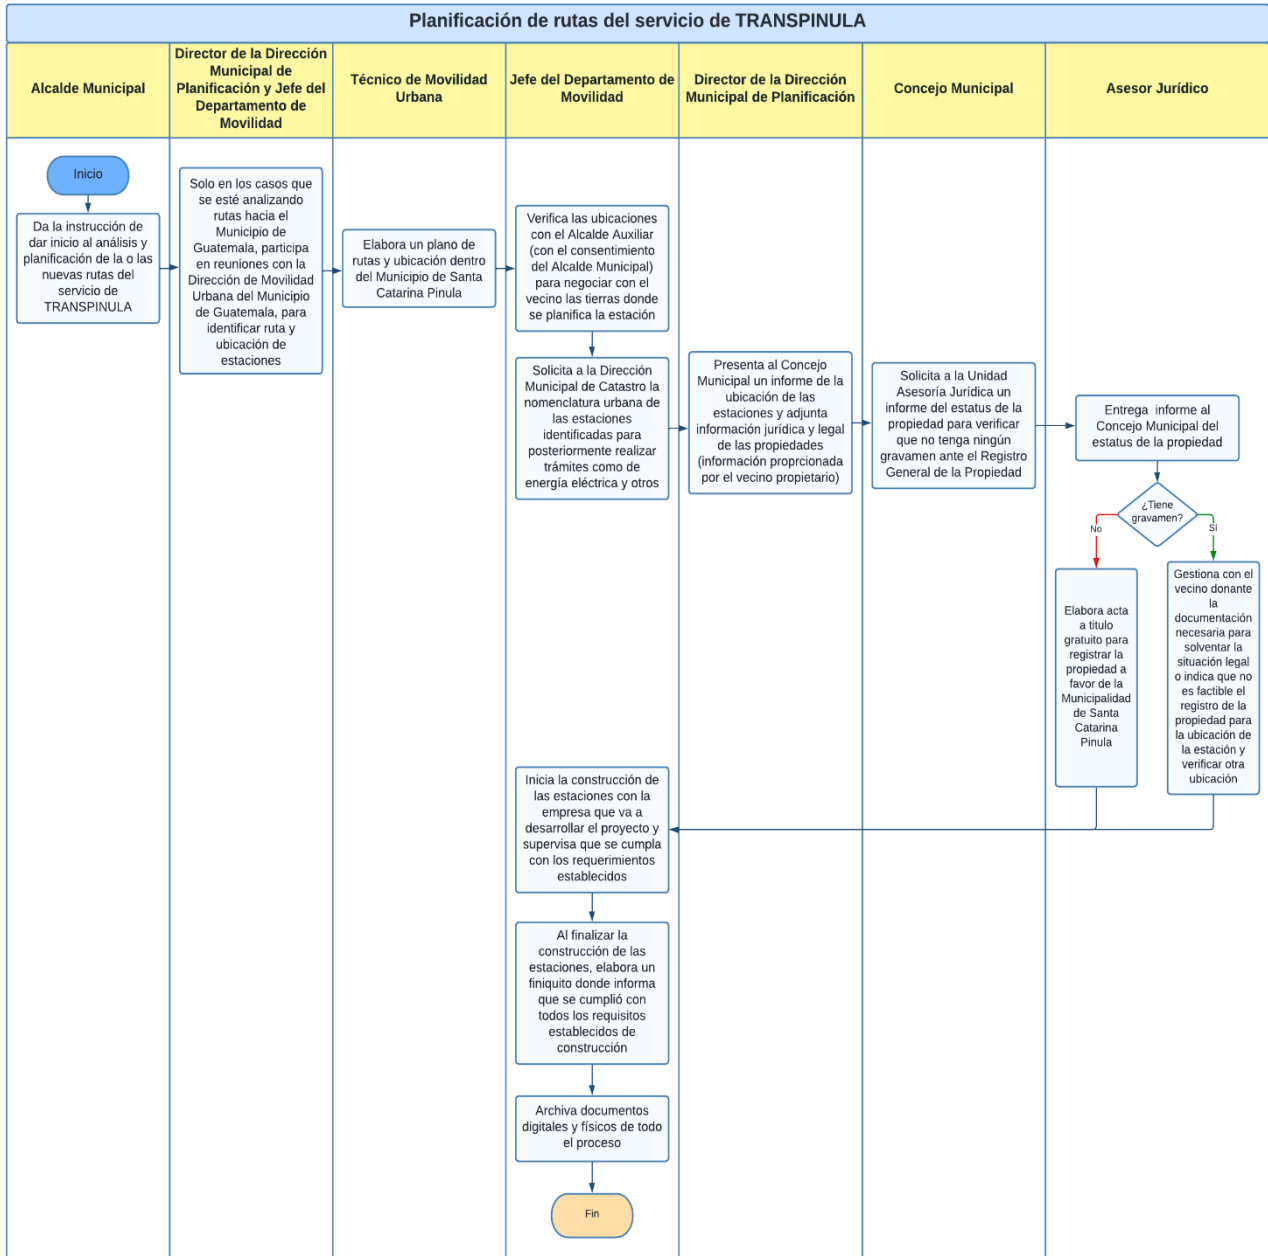 Planificación de rutas del servicio de TRANSPINULA
Alcalde Municipal
Director de la Dirección
Municipal de
Planificación y Jefe del
Departamento de
Movilidad
Técnico de Movilidad
Urbana
Jefe del Departamento de
Movilidad
Director de la Dirección
Municipal de Planificación
Concejo Municipal
Asesor Jurídico
Inicio
Da la instrucción de
dar inicio al análisis y
planificación de la o las
nuevas rutas del
servicio de
TRANSPINULA
Solo en los casos que
se esté analizando
rutas hacia el
Municipio de
Guatemala, participa
en reuniones con la
Dirección de Movilidad
Urbana del Municipio
de Guatemala, para
identificar ruta y
ubicación de
estaciones
Elabora un plano de
rutas y ubicación dentro
del Municipio de Santa
Catarina Pinula
Verifica las ubicaciones
con el Alcalde Auxiliar
(con el consentimiento
del Alcalde Municipal)
para negociar con el
vecino las tierras donde
se planifica la estación
Solicita a la Dirección
Municipal de Catastro la
nomenclatura urbana de
las estaciones
identificadas para
posteriormente realizar
trámites como de
energía eléctrica y otros
Presenta al Concejo
Municipal un informe de la
ubicación de las
estaciones y adjunta
información jurídica y legal
de las propiedades
(información proprcionada
por el vecino propietario)
Solicita a la Unidad
Asesoría Jurídica un
informe del estatus de la
propiedad para verificar
que no tenga ningún
gravamen ante el Registro
General de la Propiedad
Entrega informe al
Concejo Municipal del
estatus de la propiedad
¿Tiene
gravamen?
No
Sí
Elabora acta
a titulo
gratuito para
registrar la
propiedad a
favor de la
Municipalidad
de Santa
Catarina
Pinula
Gestiona con el
vecino donante
la
documentación
necesaria para
solventar la
situación legal
o indica que no
es factible el
registro de la
propiedad para
la ubicación de
la estación y
verificar otra
ubicación
Inicia la construcción de
las estaciones con la
empresa que va a
desarrollar el proyecto y
supervisa que se cumpla
con los requerimientos
establecidos
Al finalizar la
construcción de las
estaciones, elabora un
finiquito donde informa
que se cumplió con
todos los requisitos
establecidos de
construcción
Archiva documentos
digitales y físicos de todo
el proceso
Fin